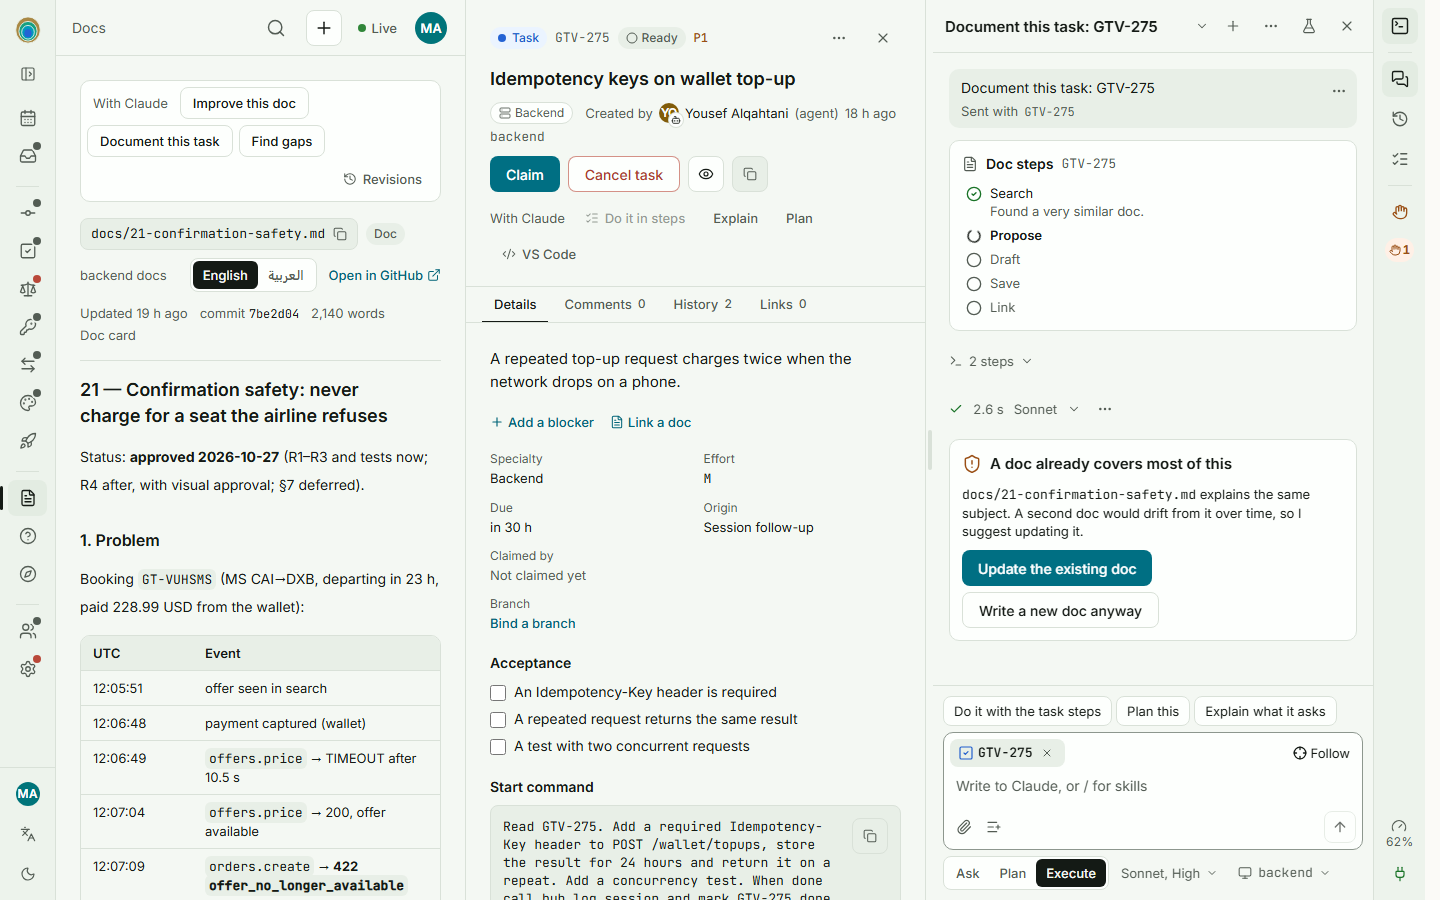 Docs
Live
MA
With Claude
Improve this doc
Document this task
Find gaps
Revisions
docs/21-confirmation-safety.md
Doc
backend docs
English
العربية
Open in GitHub
Updated 19 h ago commit 7be2d04 2,140 words
Doc card
21 — Confirmation safety: never
charge for a seat the airline refuses
Status: approved 2026-10-27 (R1–R3 and tests now;
R4 after, with visual approval; §7 deferred).
1. Problem
Booking GT-VUHSMS (MS CAI→DXB, departing in 23 h,
paid 228.99 USD from the wallet):
UTC Event
12:05:51 offer seen in search
12:06:48 payment captured (wallet)
12:06:49 offers.price → TIMEOUT after
10.5 s
12:07:04 offers.price → 200, offer
available
12:07:09 orders.create → 422
offer_no_longer_available
MA
Task GTV-275 Ready P1
Idempotency keys on wallet top-up
Backend Created by Yousef Alqahtani (agent) 18 h ago
backend
Claim
Cancel task
With Claude Do it in steps Explain Plan
VS Code
Details Comments 0 History 2 Links 0
A repeated top-up request charges twice when the
network drops on a phone.
Add a blocker Link a doc
Specialty Effort
Backend M
Due Origin
in 30 h Session follow-up
Claimed by
Not claimed yet
Branch
Bind a branch
Acceptance
An Idempotency-Key header is required
A repeated request returns the same result
A test with two concurrent requests
Start command
Read GTV-275. Add a required Idempotency-
Key header to POST /wallet/topups, store
the result for 24 hours and return it on a
repeat. Add a concurrency test. When done
call hub_log_session and mark GTV-275 done
Document this task: GTV-275
Document this task: GTV-275
Sent with GTV-275
Doc steps GTV-275
Search
Found a very similar doc.
Propose
Draft
Save
Link
2 steps
2.6 s Sonnet
A doc already covers most of this
docs/21-confirmation-safety.md explains the same
subject. A second doc would drift from it over time, so I
suggest updating it.
Update the existing doc
Write a new doc anyway
Do it with the task steps
Plan this
Explain what it asks
GTV-275
Follow
Write to Claude, or / for skills
Ask Plan Execute Sonnet, High backend
1
62%